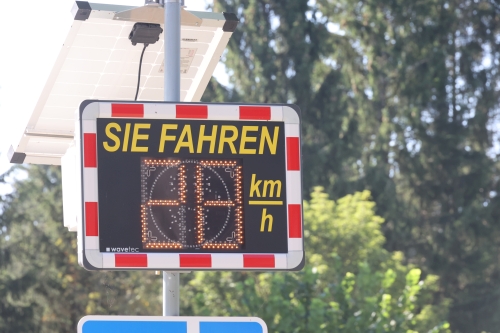 SIE FAHREN
km
h
wavetec